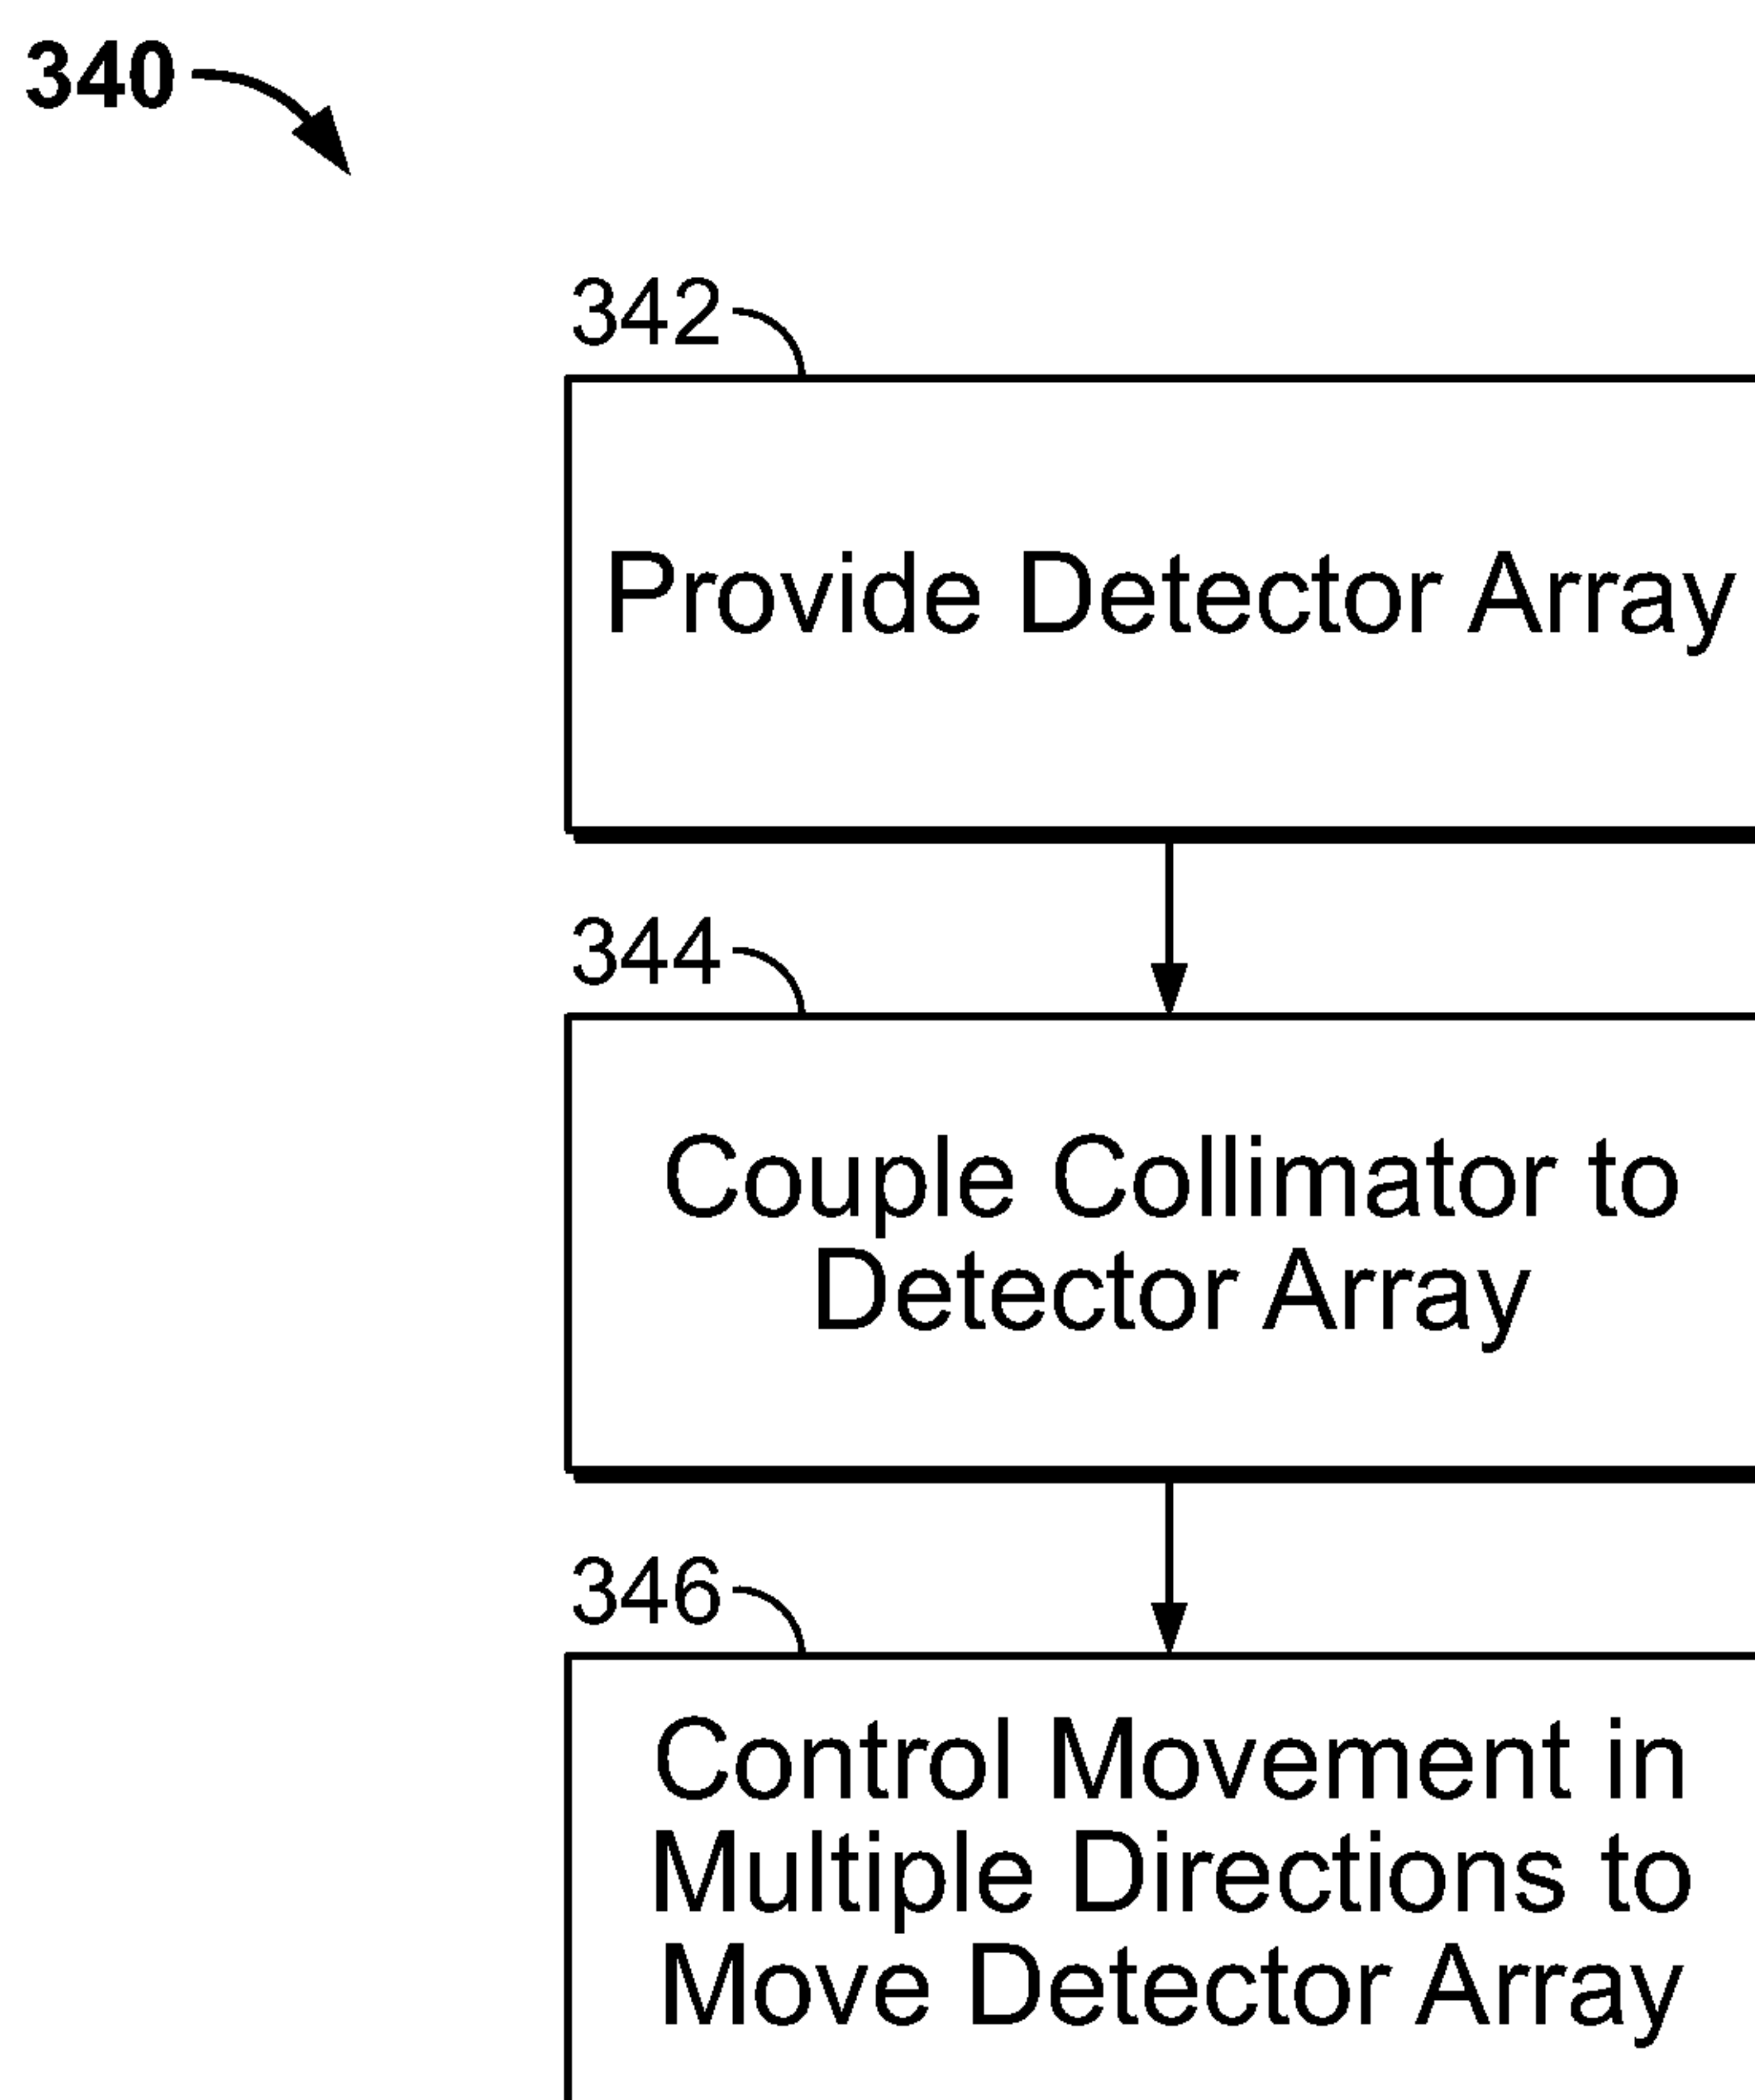 340
342
Provide Detector Array
344
Couple Collimator to
Detector Array
346
Control Movement in
Multiple Directions to
Move Detector Array